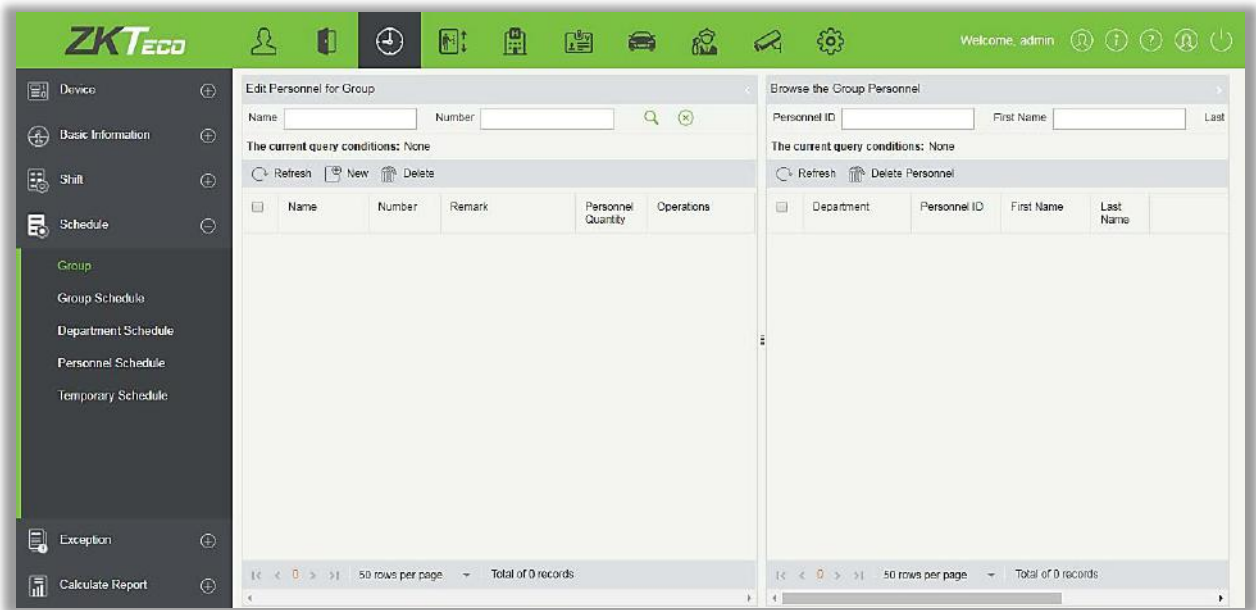 ZKTECO
Welcome, admin
Device
Basic Information
Shift
Schedule
Group
Group Schedule
Department Schedule
Personnel Schedule
Temporary Schedule
Exception
Calculate Report
Edit Personnel for Group
Name Number
The current query conditions: None
Refresh New Delete
Name Number Remark Personnel Quantity Operations
0 50 rows per page Total of 0 records
Browse the Group Personnel
Personnel ID First Name Last
The current query conditions: None
Refresh Delete Personnel
Department Personnel ID First Name Last Name
0 50 rows per page Total of 0 records